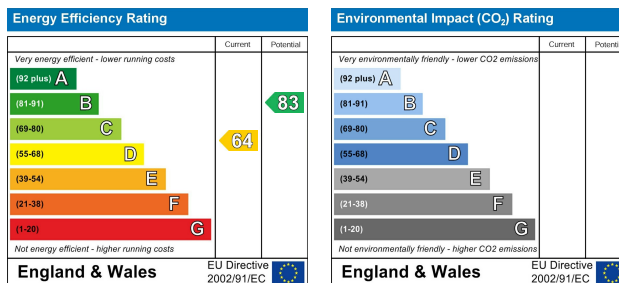 Energy Efficiency Rating
Current Potential
Very energy efficient - lower running costs
(92 plus) A
(81-91) B
83
(69-80) C
64
(55-68) D
(39-54) E
(21-38) F
(1-20) G
Not energy efficient - higher running costs
England & Wales
EU Directive
2002/91/EC
Environmental Impact (CO₂) Rating
Current Potential
Very environmentally friendly - lower CO2 emissions
(92 plus) A
(81-91) B
(69-80) C
(55-68) D
(39-54) E
(21-38) F
(1-20) G
Not environmentally friendly - higher CO2 emissions
England & Wales
EU Directive
2002/91/EC